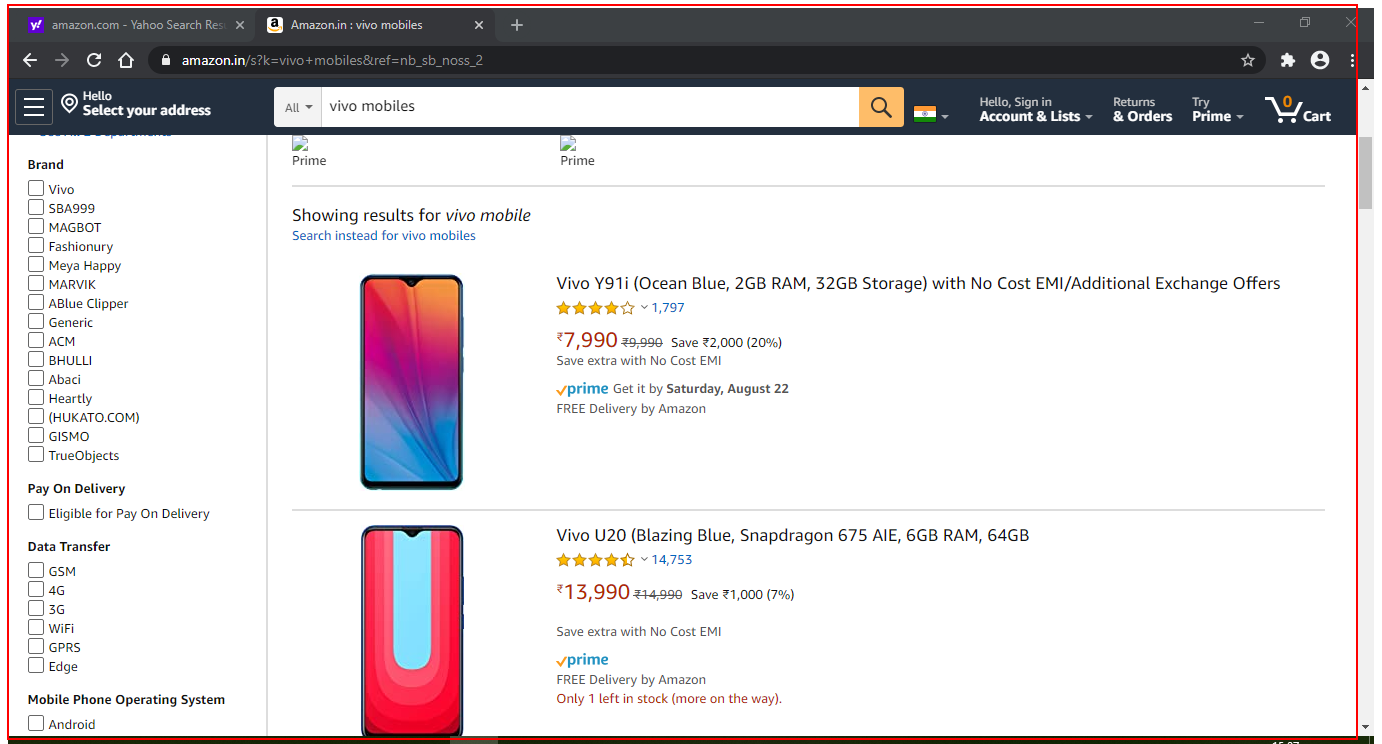 y! amazon.com - Yahoo Search Res
a Amazon.in : vivo mobiles
amazon.in/s?k=vivo+mobiles&ref=nb_sb_noss_2
Hello
Select your address
All
vivo mobiles
Hello, Sign in
Account & Lists
Returns
& Orders
Try
Prime
0
Cart
Brand
Vivo
SBA999
MAGBOT
Fashionury
Meya Happy
MARVIK
ABlue Clipper
Generic
ACM
BHULLI
Abaci
Heartly
(HUKATO.COM)
GISMO
TrueObjects
Pay On Delivery
Eligible for Pay On Delivery
Data Transfer
GSM
4G
3G
WiFi
GPRS
Edge
Mobile Phone Operating System
Android
Prime
Prime
Showing results for vivo mobile
Search instead for vivo mobiles
Vivo Y91i (Ocean Blue, 2GB RAM, 32GB Storage) with No Cost EMI/Additional Exchange Offers
1,797
₹7,990 ₹9,990 Save ₹2,000 (20%)
Save extra with No Cost EMI
prime Get it by Saturday, August 22
FREE Delivery by Amazon
Vivo U20 (Blazing Blue, Snapdragon 675 AIE, 6GB RAM, 64GB
14,753
₹13,990 ₹14,990 Save ₹1,000 (7%)
Save extra with No Cost EMI
prime
FREE Delivery by Amazon
Only 1 left in stock (more on the way).